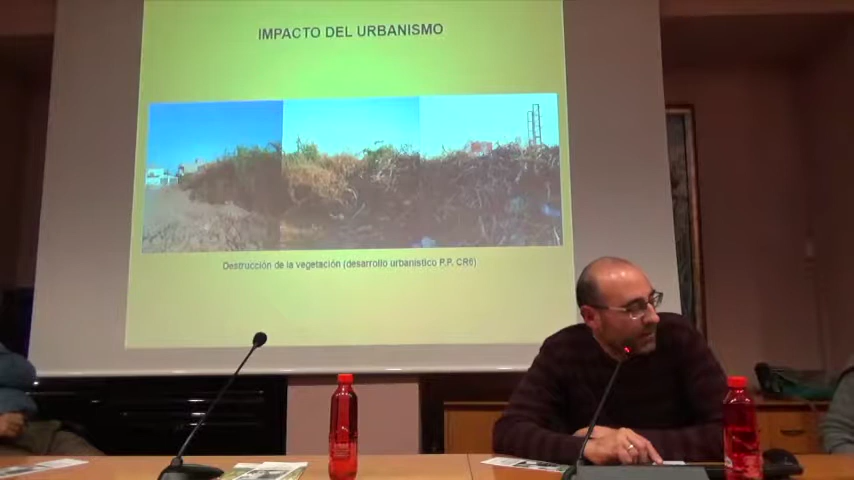 IMPACTO DEL URBANISMO
Destrucción de la vegetación (desarrollo urbanístico P.P. CR6)